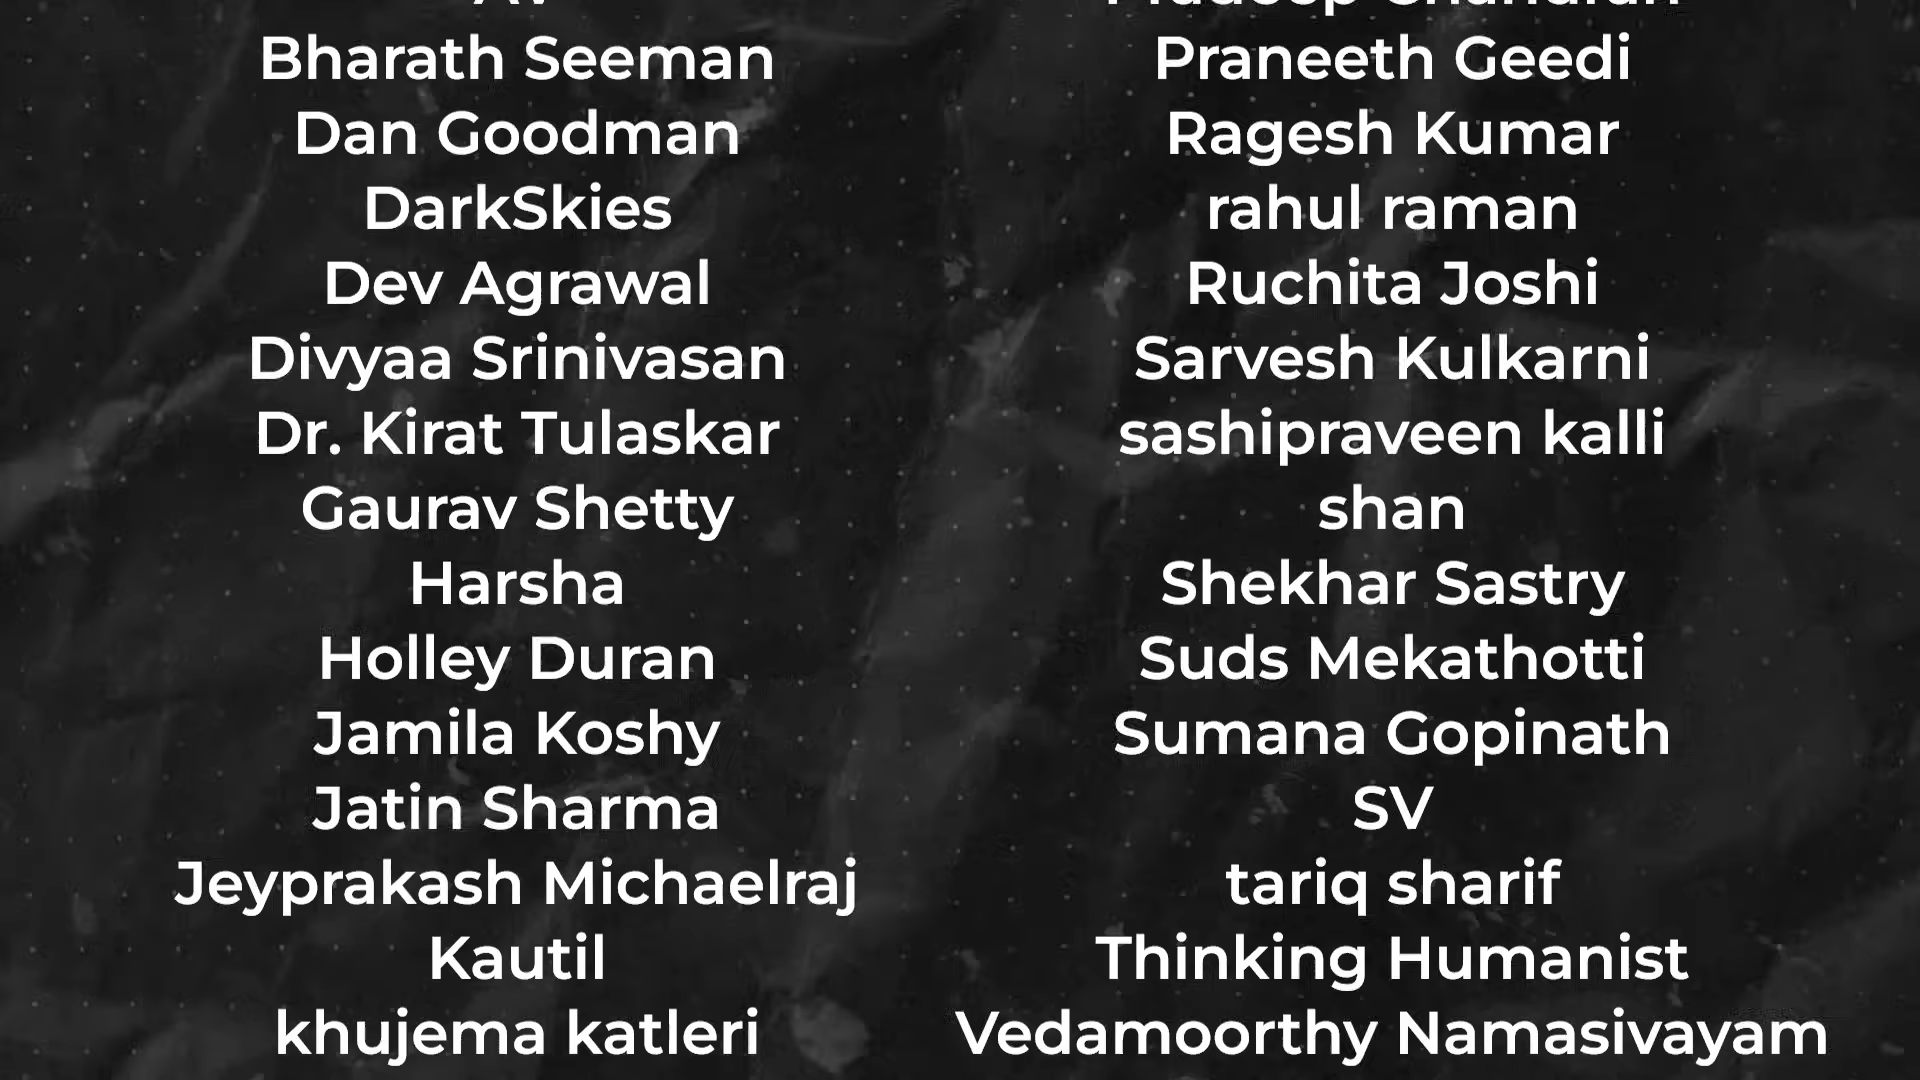 Bharath Seeman
Dan Goodman
DarkSkies
Dev Agrawal
Divyaa Srinivasan
Dr. Kirat Tulaskar
Gaurav Shetty
Harsha
Holley Duran
Jamila Koshy
Jatin Sharma
Jeyprakash Michaelraj
Kautil
khujema katleri
Praneeth Geedi
Ragesh Kumar
rahul raman
Ruchita Joshi
Sarvesh Kulkarni
sashipraveen kalli
shan
Shekhar Sastry
Suds Mekathotti
Sumana Gopinath
SV
tariq sharif
Thinking Humanist
Vedamoorthy Namasivayam